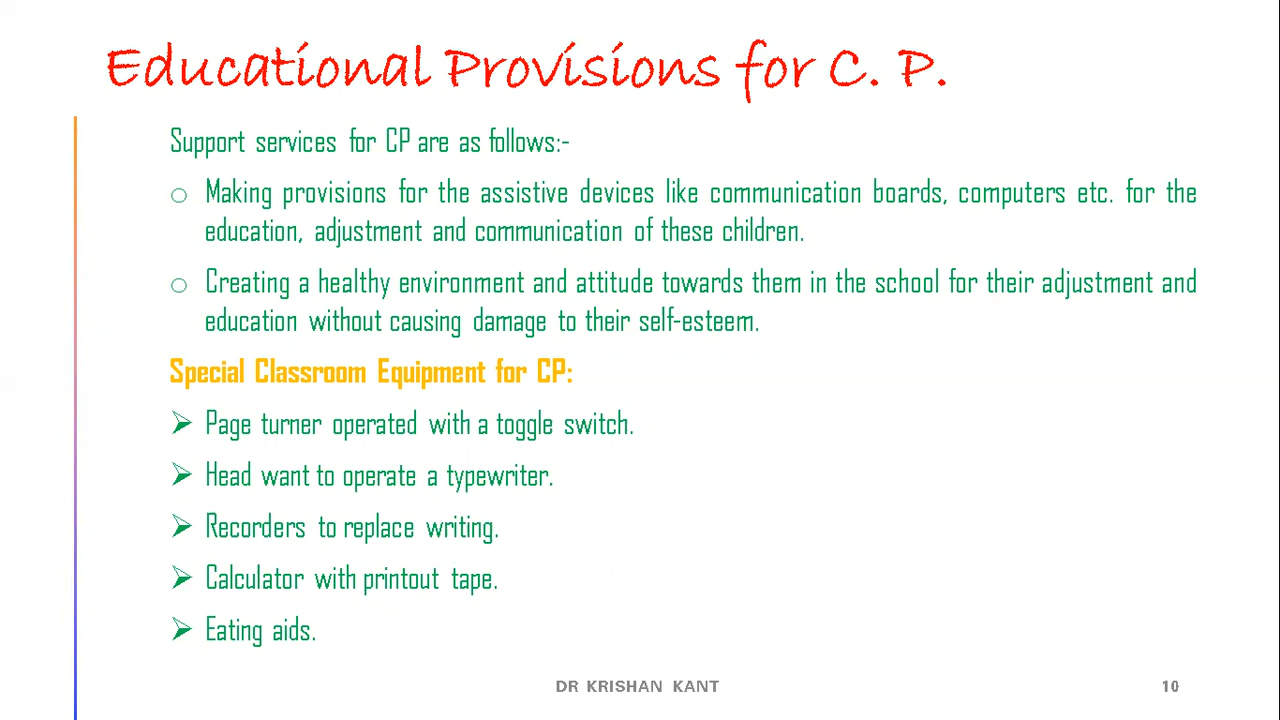 Educational Provisions for C. P.
Support services for CP are as follows:-
o Making provisions for the assistive devices like communication boards, computers etc. for the
education, adjustment and communication of these children.
o Creating a healthy environment and attitude towards them in the school for their adjustment and
education without causing damage to their self-esteem.
Special Classroom Equipment for CP:
➢ Page turner operated with a toggle switch.
➢ Head want to operate a typewriter.
➢ Recorders to replace writing.
➢ Calculator with printout tape.
➢ Eating aids.
DR KRISHAN KANT
10